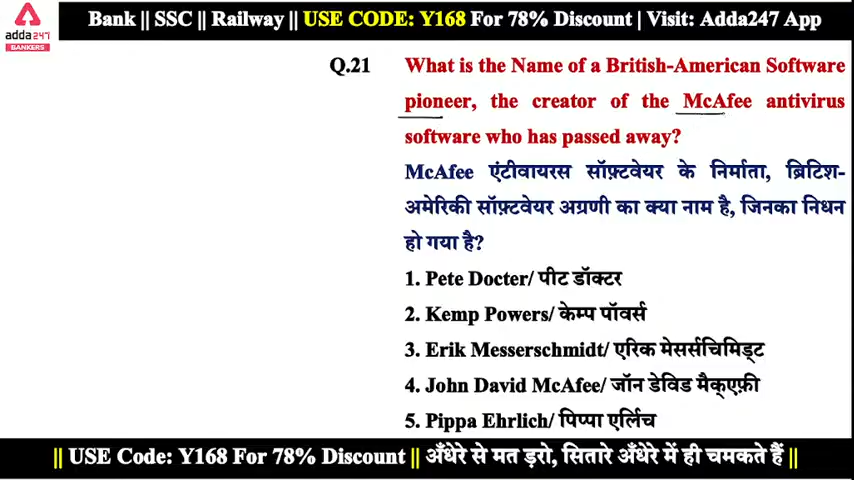 Bank || SSC || Railway || USE CODE: Y168 For 78% Discount | Visit: Adda247 App
adda247
BANKERS
Q.21 What is the Name of a British-American Software
pioneer, the creator of the McAfee antivirus
software who has passed away?
McAfee एंटीवायरस सॉफ़्टवेयर के निर्माता, ब्रिटिश-
अमेरिकी सॉफ़्टवेयर अग्रणी का क्या नाम है, जिनका निधन
हो गया है?
1. Pete Docter/ पीट डॉक्टर
2. Kemp Powers/ केम्प पॉवर्स
3. Erik Messerschmidt/ एरिक मेसर्सचिमिड्ट
4. John David McAfee/ जॉन डेविड मैक्एफ़ी
5. Pippa Ehrlich/ पिप्पा एर्लिच
|| USE Code: Y168 For 78% Discount || अँधेरे से मत ड़रो, सितारे अँधेरे में ही चमकते हैं ||